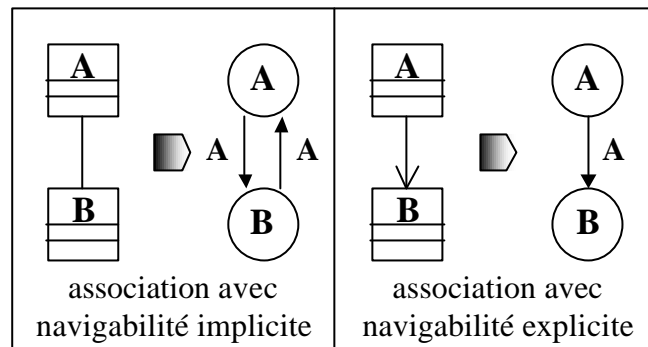 A
A
A
A
B
B
association avec
navigabilité implicite
A
A
A
B
B
association avec
navigabilité explicite